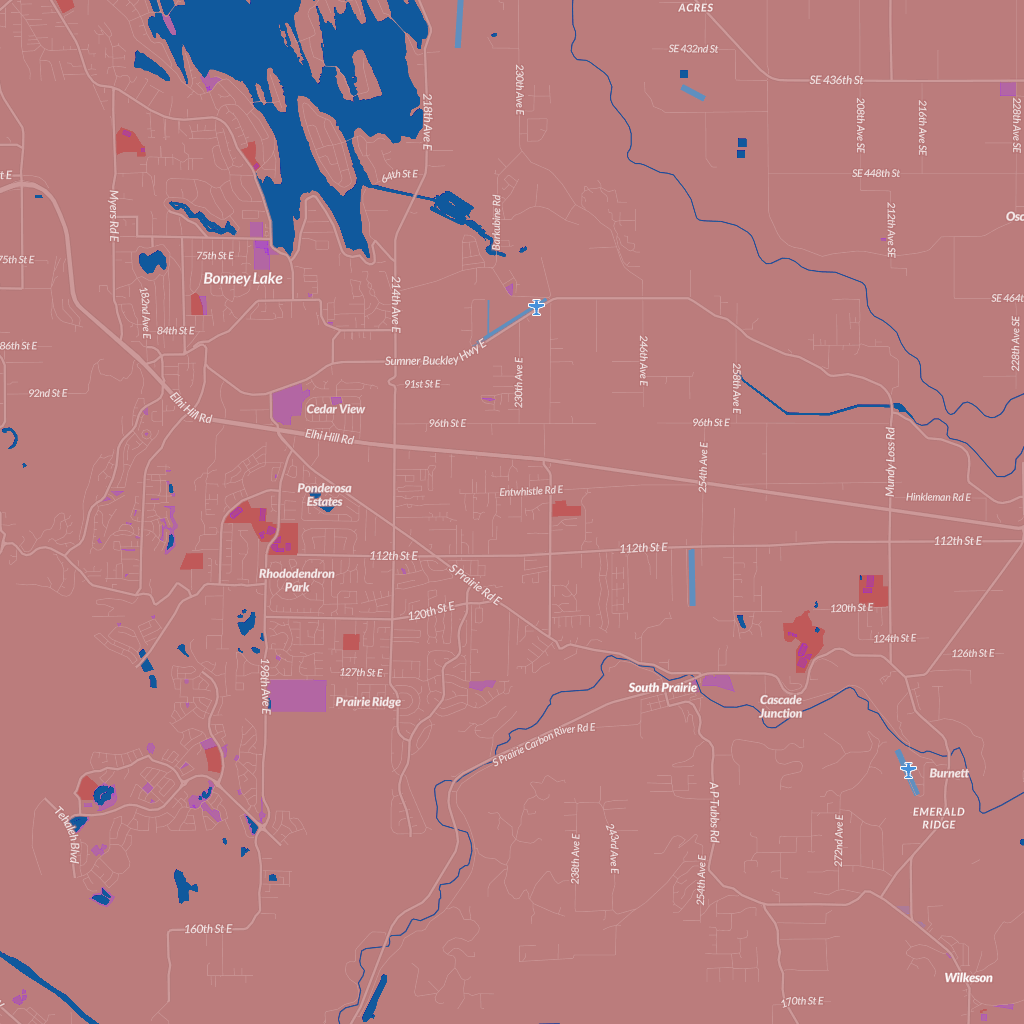 ACRES
SE 432nd St
SE 436th St
230th Ave E
218th Ave E
208th Ave SE
216th Ave SE
228th Ave SE
64th St E
t E
SE 448th St
Myers Rd E
Barkubine Rd
212th Ave SE
Osc
75th St E
75th St E
Bonney Lake
182nd Ave E
214th Ave E
SE 464th
84th St E
86th St E
228th Ave SE
Sumner Buckley Hwy E
246th Ave E
230th Ave E
258th Ave E
91st St E
92nd St E
Elhi Hill Rd
Cedar View
96th St E
96th St E
Elhi Hill Rd
254th Ave E
Mundy Loss Rd
Ponderosa
Estates
Entwhistle Rd E
Hinkleman Rd E
112th St E
112th St E
112th St E
Rhododendron
Park
S Prairie Rd E
120th St E
120th St E
124th St E
126th St E
127th St E
198th Ave E
South Prairie
Prairie Ridge
Cascade
Junction
S Prairie Carbon River Rd E
Burnett
Tehaleh Blvd
A P Tubbs Rd
EMERALD
RIDGE
238th Ave E
243rd Ave E
272nd Ave E
254th Ave E
160th St E
Wilkeson
170th St E